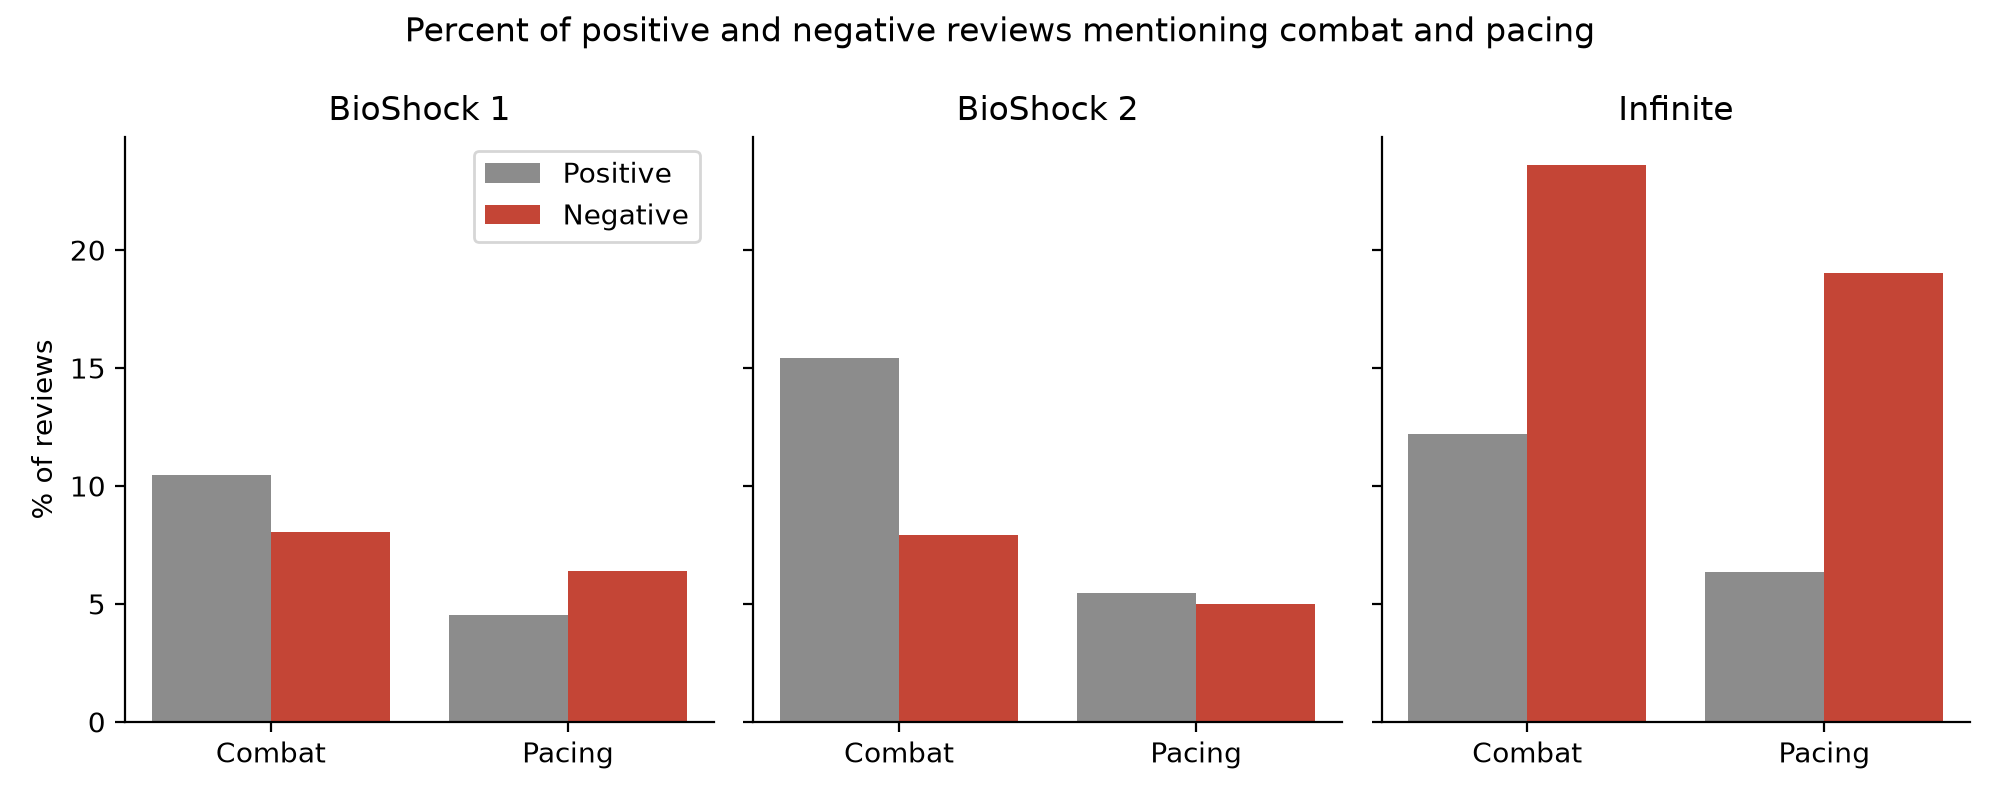 Percent of positive and negative reviews mentioning combat and pacing
BioShock 1
BioShock 2
Infinite
Positive
Negative
% of reviews
20
15
10
5
0
Combat
Pacing
Combat
Pacing
Combat
Pacing